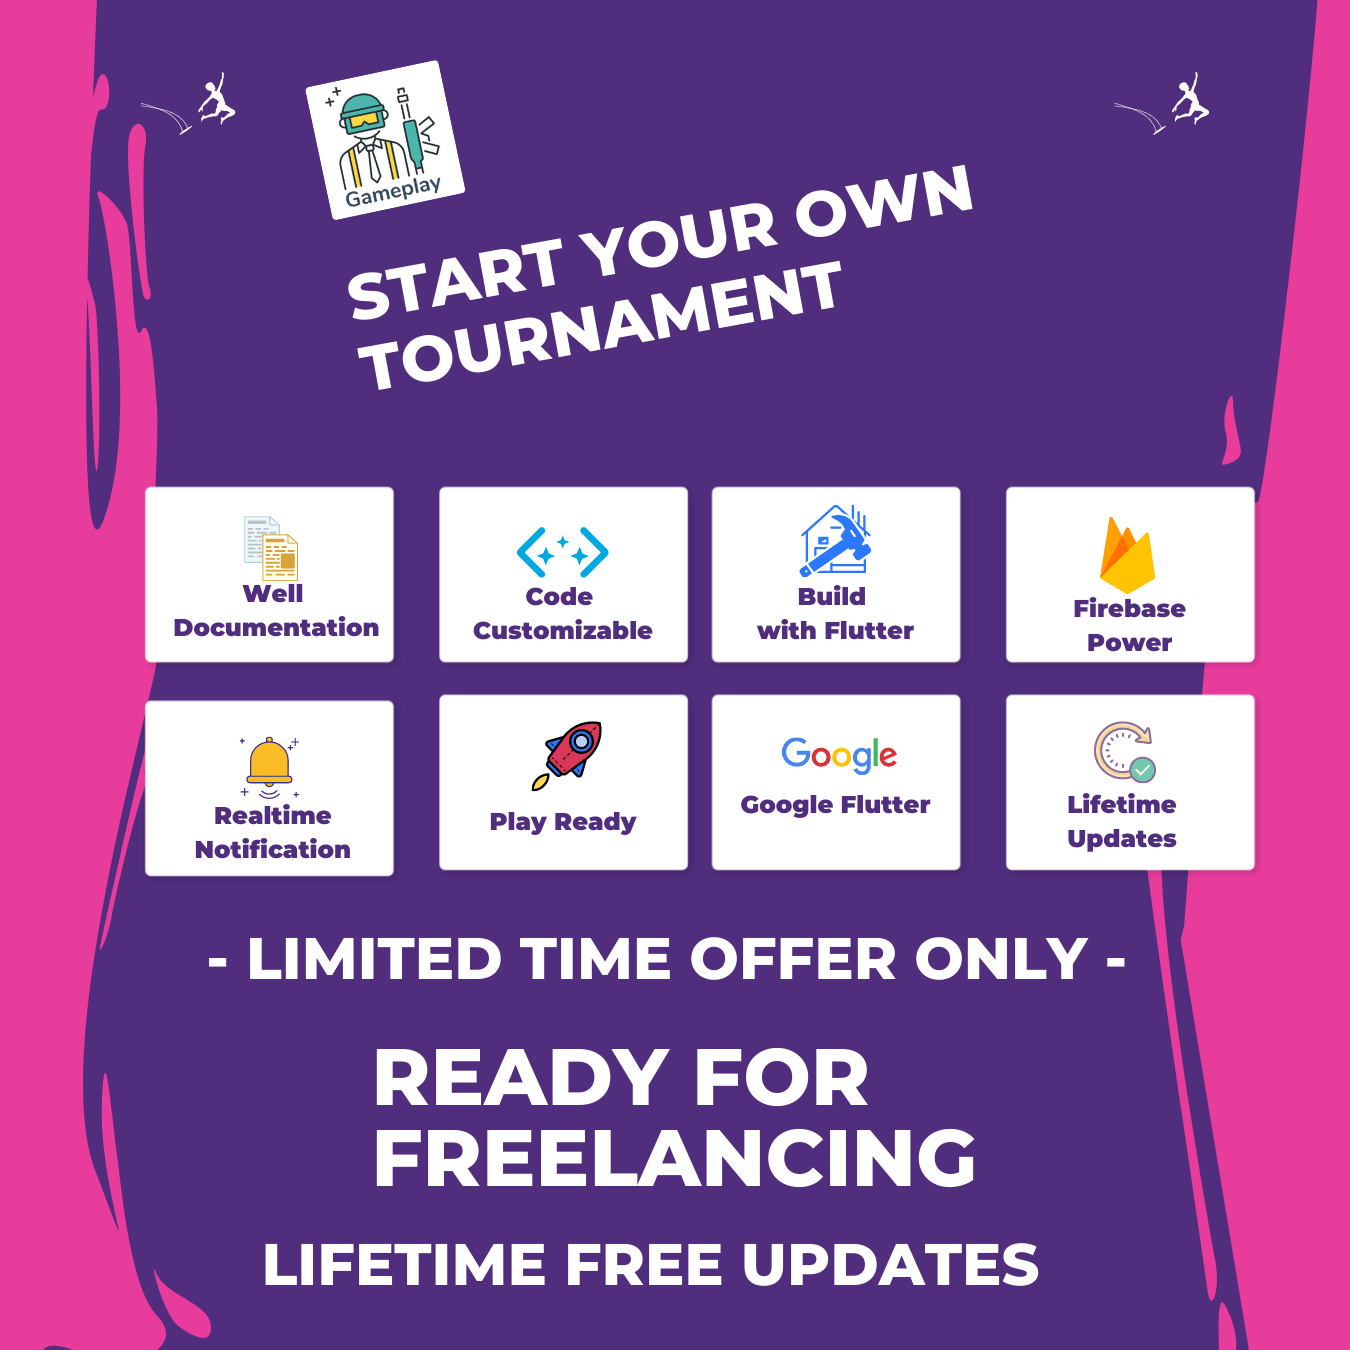 Gameplay
START YOUR OWN
TOURNAMENT
Well
Documentation
Code
Customizable
Build
with Flutter
Firebase
Power
Realtime
Notification
Play Ready
Google
Google Flutter
Lifetime
Updates
- LIMITED TIME OFFER ONLY -
READY FOR
FREELANCING
LIFETIME FREE UPDATES